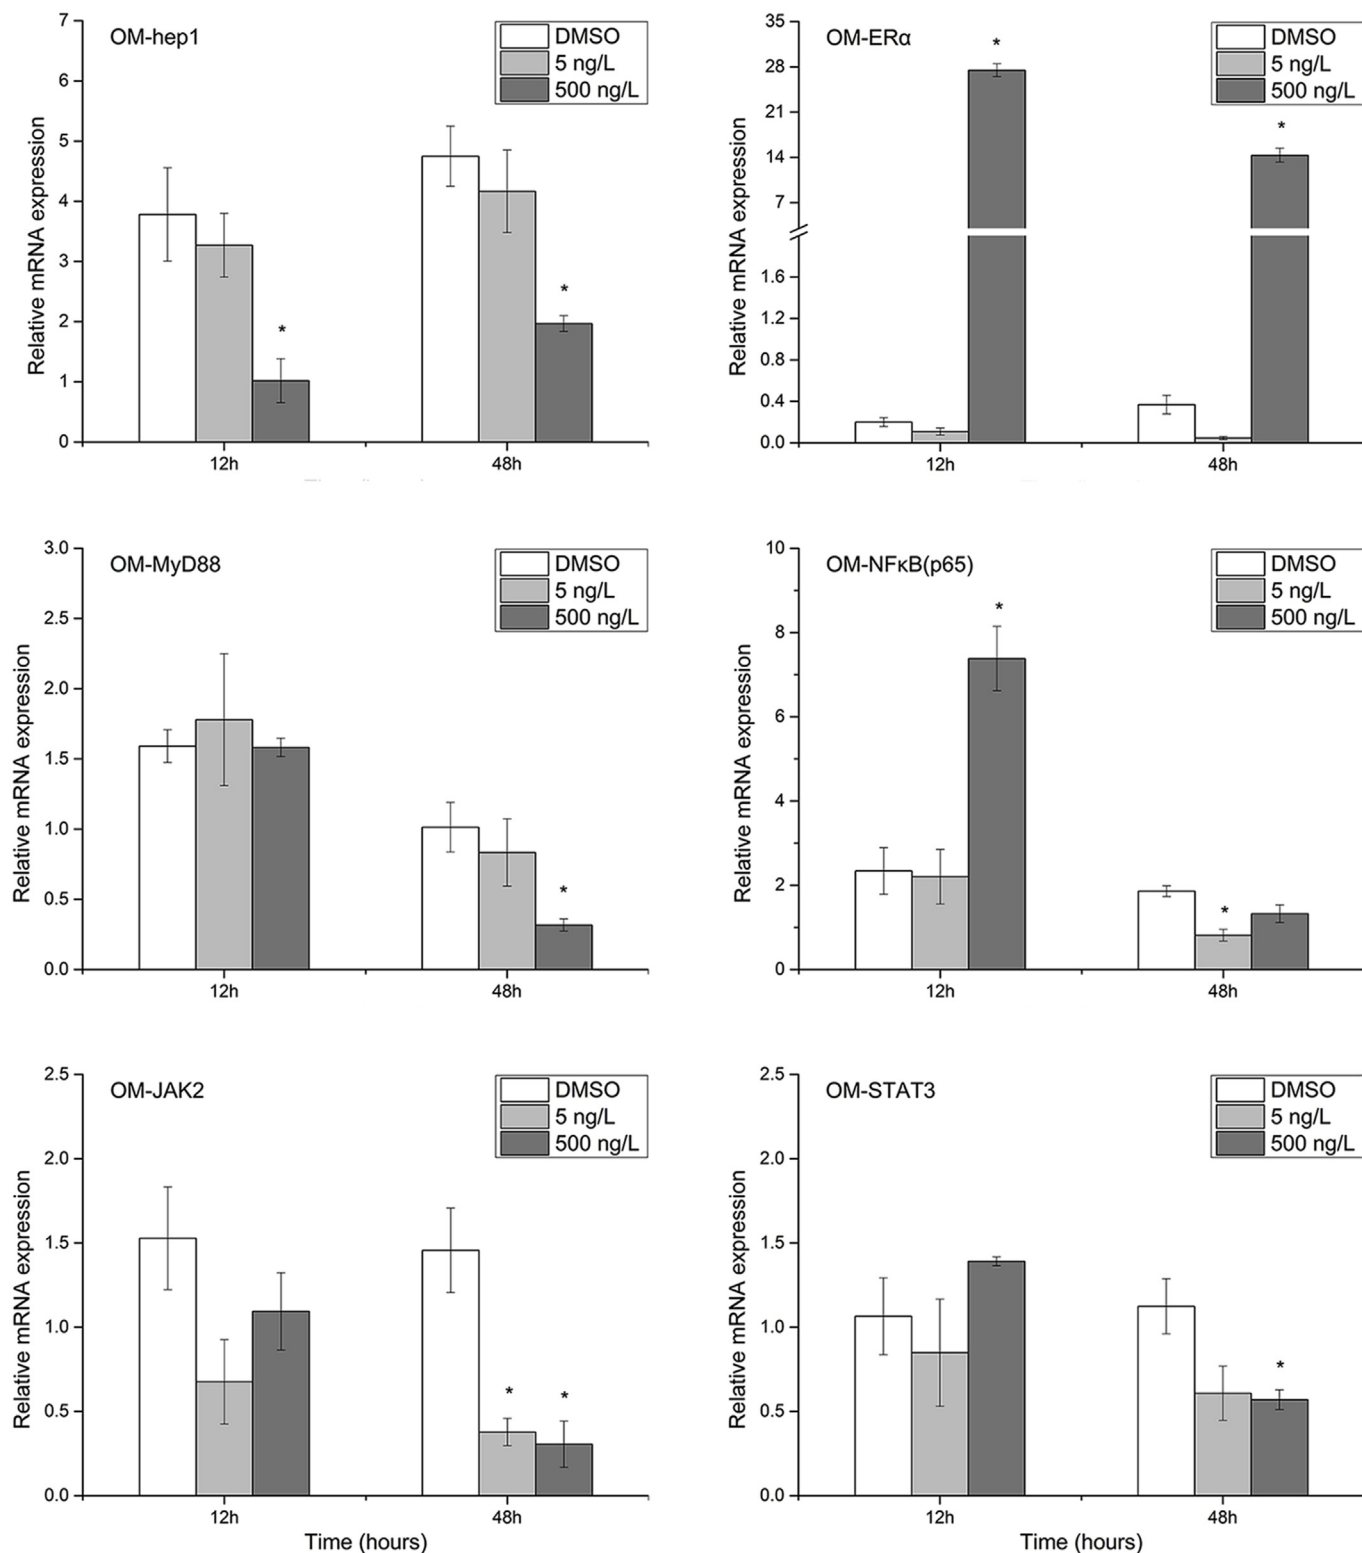 OM-hep1
DMSO
5 ng/L
500 ng/L
Relative mRNA expression
7
6
5
4
3
2
1
0
*
*
12h
48h
OM-ERα
DMSO
5 ng/L
500 ng/L
Relative mRNA expression
35
28
21
14
7
1.6
1.2
0.8
0.4
0.0
*
*
12h
48h
OM-MyD88
DMSO
5 ng/L
500 ng/L
Relative mRNA expression
3.0
2.5
2.0
1.5
1.0
0.5
0.0
*
12h
48h
OM-NFκB(p65)
DMSO
5 ng/L
500 ng/L
Relative mRNA expression
10
8
6
4
2
0
*
*
12h
48h
OM-JAK2
DMSO
5 ng/L
500 ng/L
Relative mRNA expression
2.5
2.0
1.5
1.0
0.5
0.0
*
*
12h
48h
Time (hours)
OM-STAT3
DMSO
5 ng/L
500 ng/L
Relative mRNA expression
2.5
2.0
1.5
1.0
0.5
0.0
*
12h
48h
Time (hours)